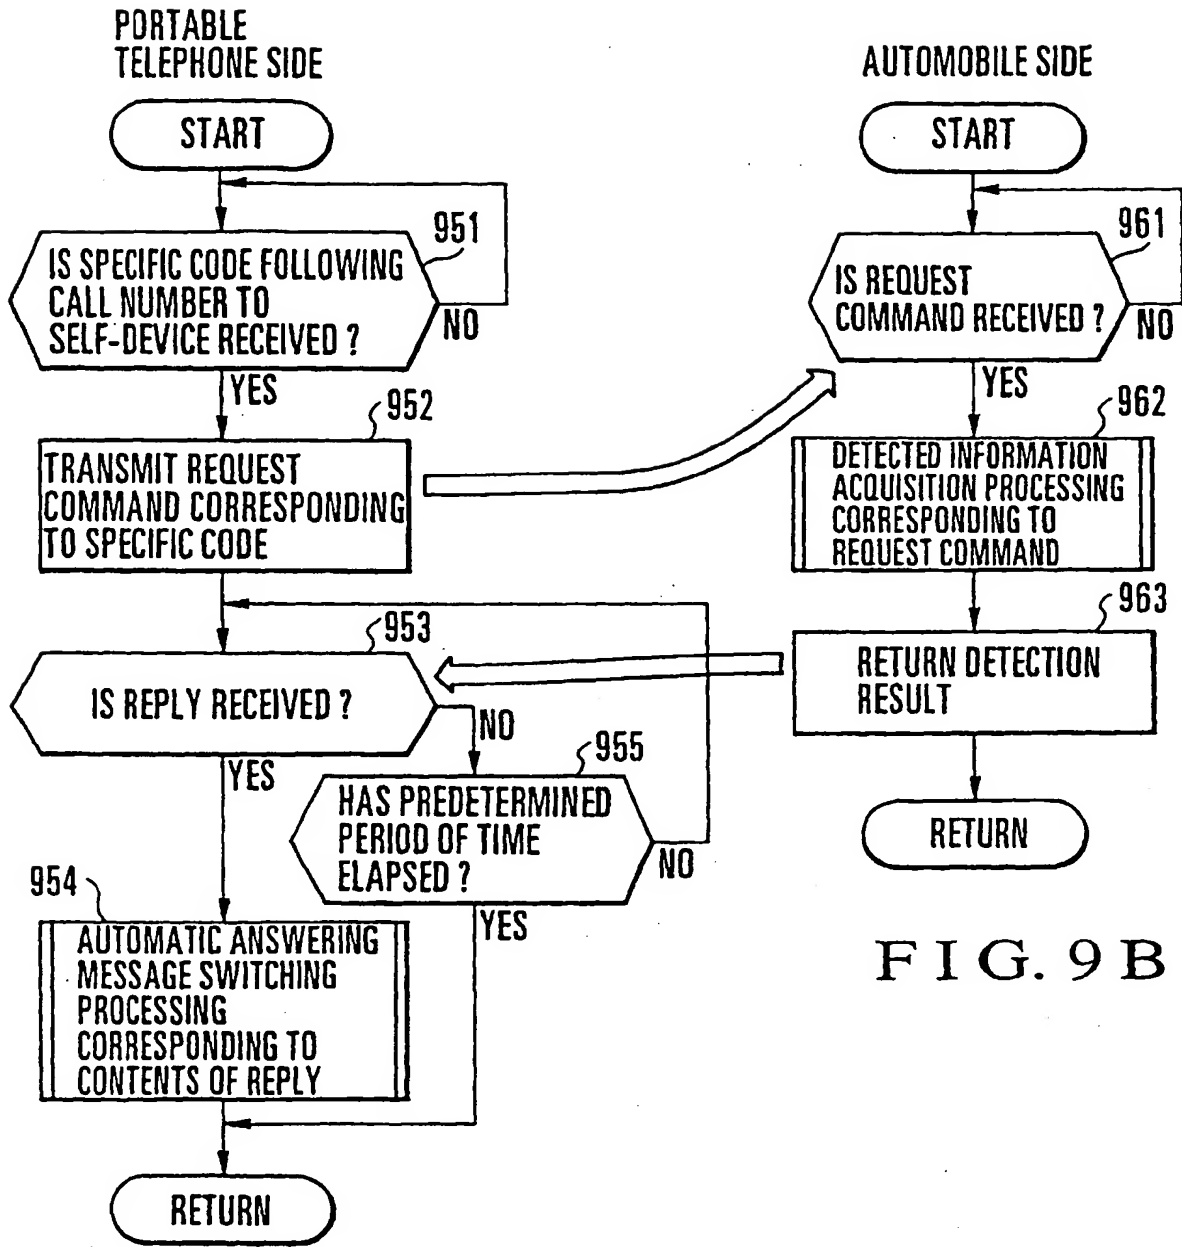 PORTABLE
TELEPHONE SIDE
START
951
IS SPECIFIC CODE FOLLOWING
CALL NUMBER TO
SELF-DEVICE RECEIVED ?
NO
YES
952
TRANSMIT REQUEST
COMMAND CORRESPONDING
TO SPECIFIC CODE
953
IS REPLY RECEIVED ?
NO
YES
955
HAS PREDETERMINED
PERIOD OF TIME
ELAPSED ?
NO
YES
954
AUTOMATIC ANSWERING
MESSAGE SWITCHING
PROCESSING
CORRESPONDING TO
CONTENTS OF REPLY
RETURN
AUTOMOBILE SIDE
START
961
IS REQUEST
COMMAND RECEIVED ?
NO
YES
962
DETECTED INFORMATION
ACQUISITION PROCESSING
CORRESPONDING TO
REQUEST COMMAND
963
RETURN DETECTION
RESULT
RETURN
FIG. 9B